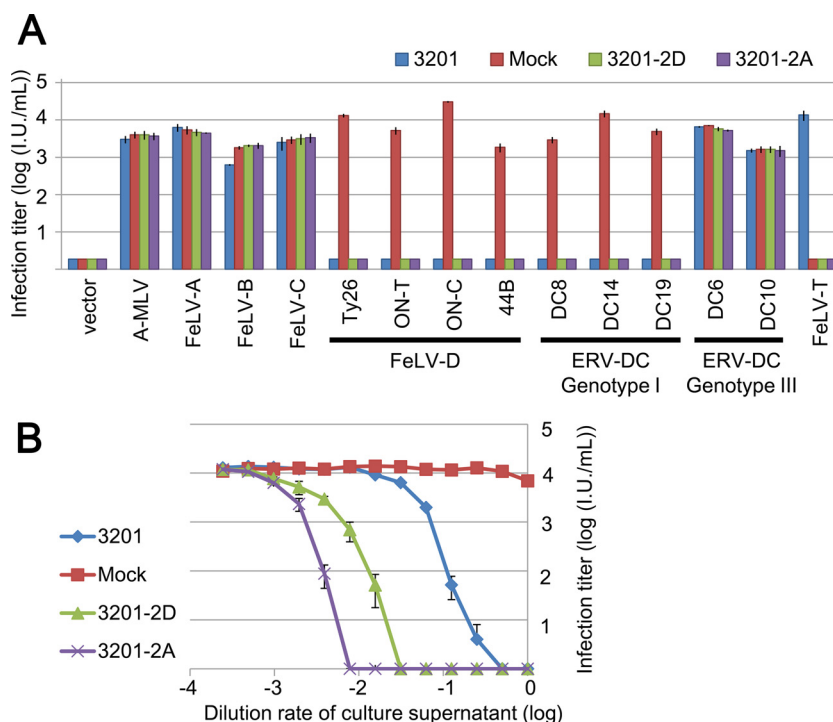 A
3201 Mock 3201-2D 3201-2A
Infection titer (log (I.U./mL))
5
4
3
2
1
vector
A-MLV
FeLV-A
FeLV-B
FeLV-C
Ty26
ON-T
ON-C
44B
DC8
DC14
DC19
DC6
DC10
FeLV-T
FeLV-D
ERV-DC
Genotype I
ERV-DC
Genotype III
B
3201
Mock
3201-2D
3201-2A
5
4
3
2
1
Infection titer (log (I.U./mL))
-4 -3 -2 -1 0
Dilution rate of culture supernatant (log)